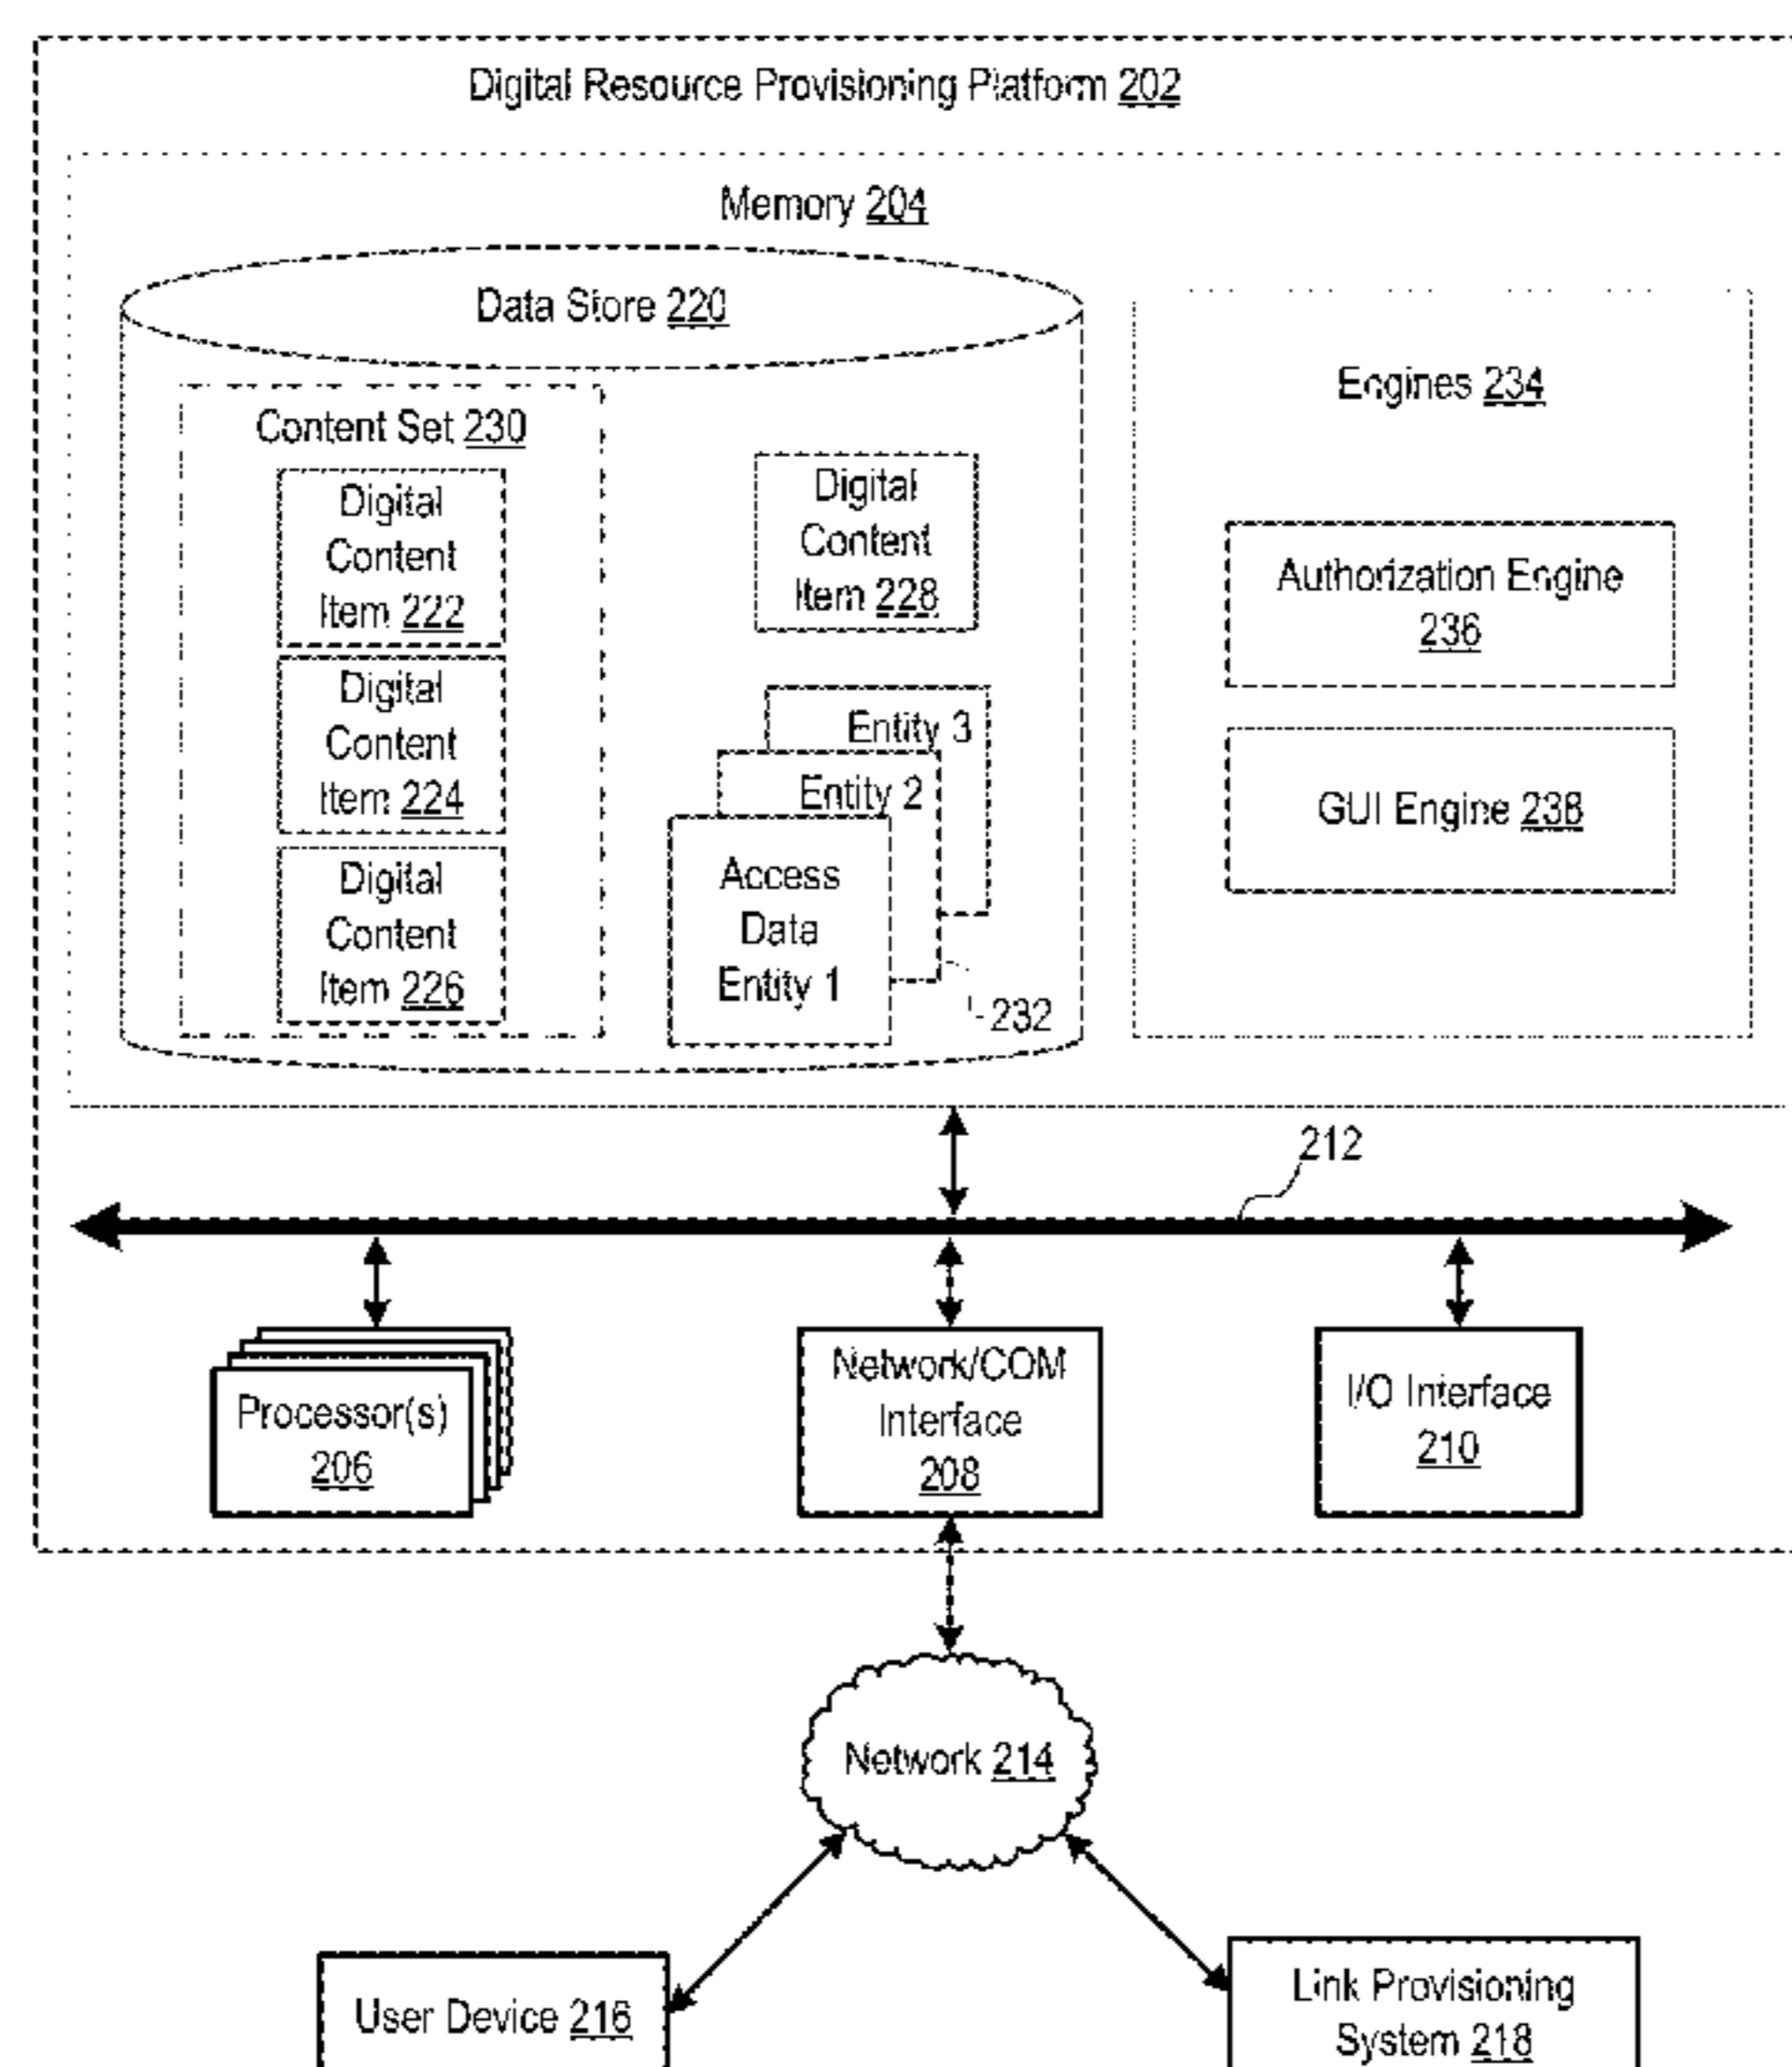 Digital Resource Provisioning Platform 202
Memory 204
Data Store 220
Content Set 230
Digital
Content
Item 222
Digital
Content
Item 224
Digital
Content
Item 226
Digital
Content
Item 228
Entity 3
Entity 2
Access
Data
Entity 1
232
Engines 234
Authorization Engine
236
GUI Engine 238
212
Processor(s)
206
Network/COM
Interface
208
I/O Interface
210
Network 214
User Device 216
Link Provisioning
System 218